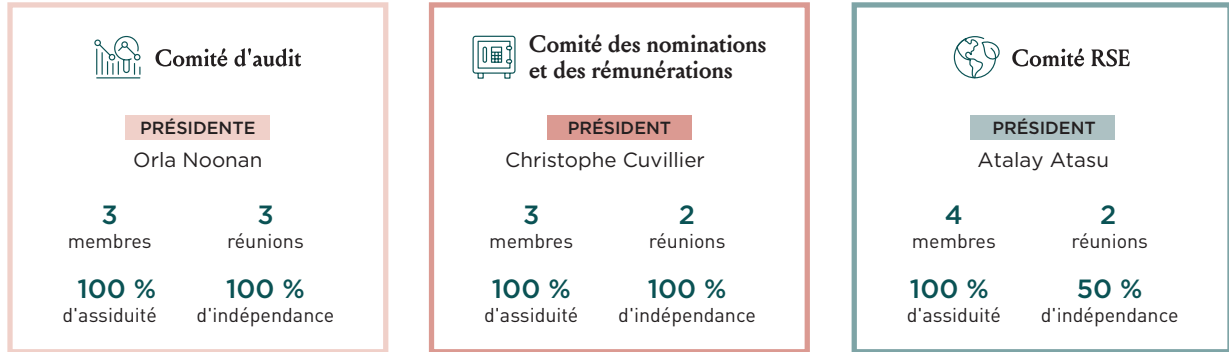 Comité d'audit
PRÉSIDENTE
Orla Noonan
3
membres
3
réunions
100 %
d'assiduité
100 %
d'indépendance
Comité des nominations
et des rémunérations
PRÉSIDENT
Christophe Cuvillier
3
membres
2
réunions
100 %
d'assiduité
100 %
d'indépendance
Comité RSE
PRÉSIDENT
Atalay Atasu
4
membres
2
réunions
100 %
d'assiduité
50 %
d'indépendance